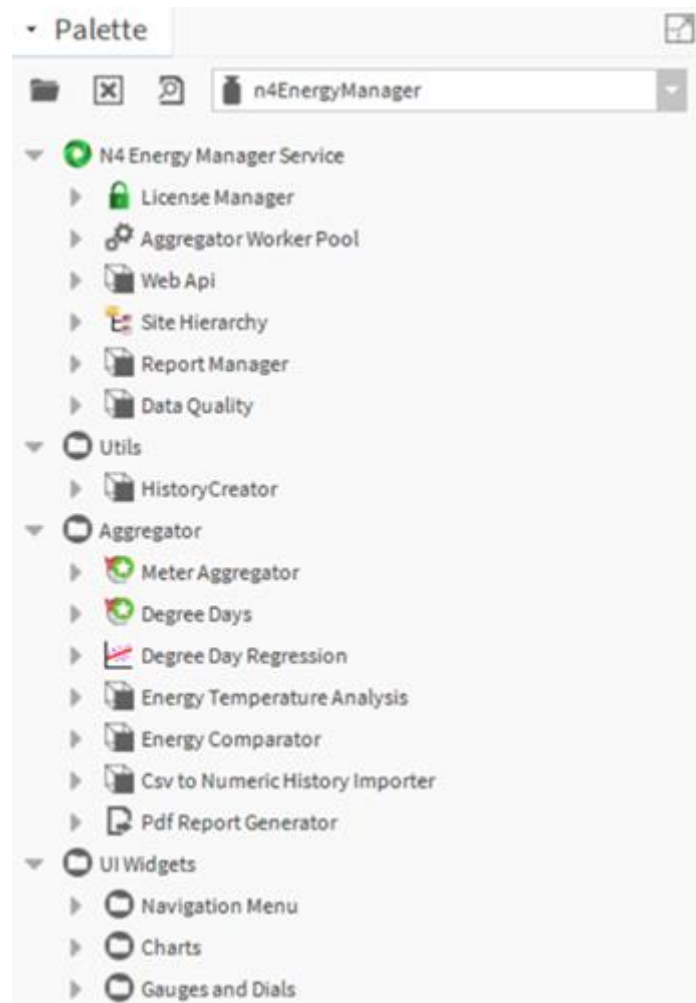 Palette
n4EnergyManager
N4 Energy Manager Service
License Manager
Aggregator Worker Pool
Web Api
Site Hierarchy
Report Manager
Data Quality
Utils
HistoryCreator
Aggregator
Meter Aggregator
Degree Days
Degree Day Regression
Energy Temperature Analysis
Energy Comparator
Csv to Numeric History Importer
Pdf Report Generator
UI Widgets
Navigation Menu
Charts
Gauges and Dials